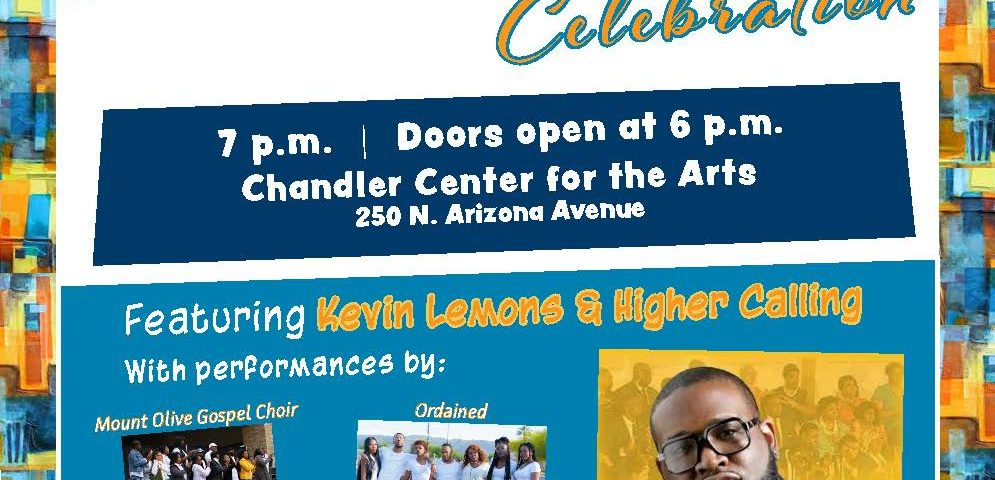 Celebration
7 p.m. | Doors open at 6 p.m.
Chandler Center for the Arts
250 N. Arizona Avenue
Featuring Kevin Lemons & Higher Calling
With performances by:
Mount Olive Gospel Choir
Ordained